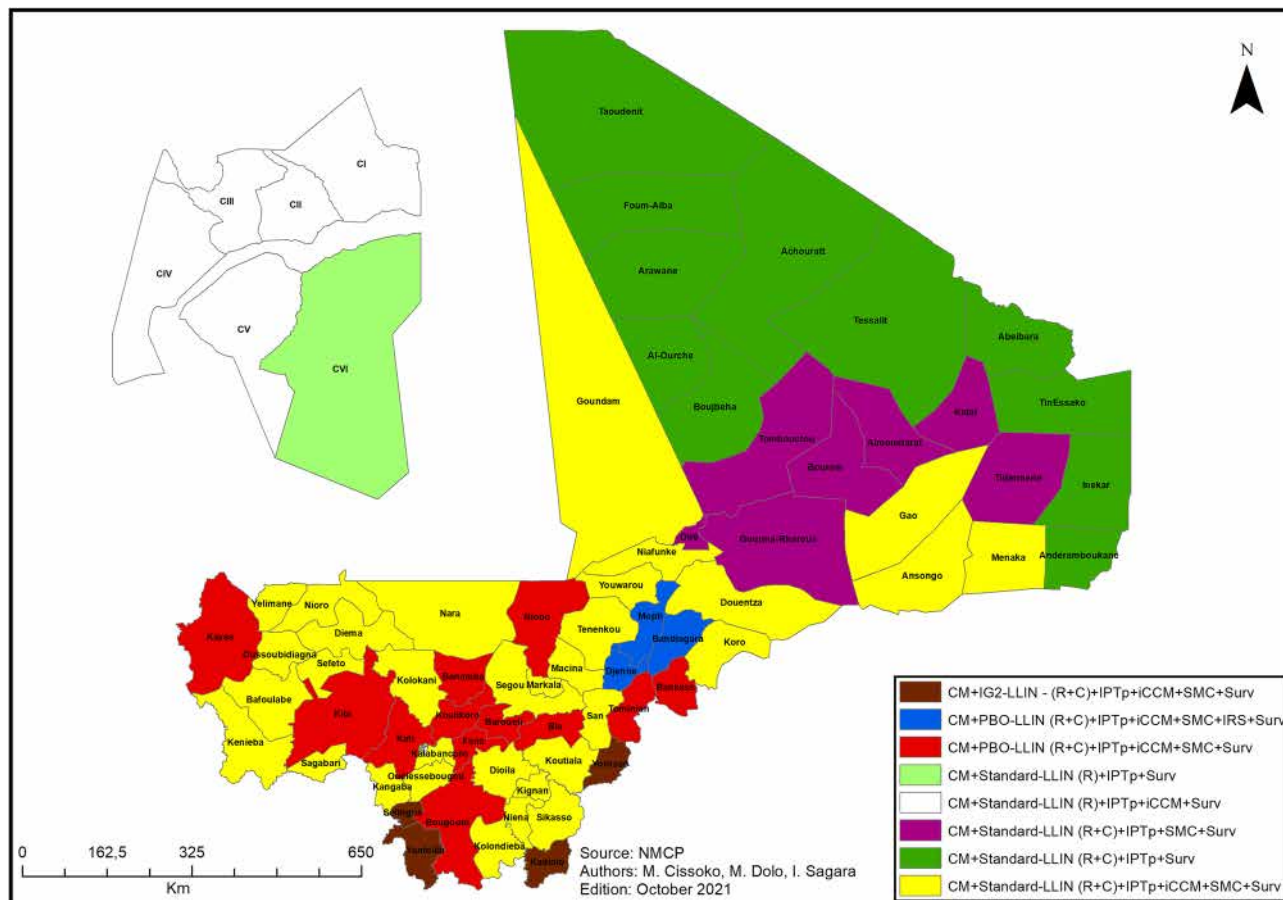 N
Taoudenit
CI
CIII
CII
Foum-Alba
Achouratt
CIV
Arawane
Tessalit
CV
Abelbara
Al-Ourche
CVI
TinEssako
Goundam
Boujbeha
Kidal
Tombouctou
Almoustarat
Bourem
Tidermene
Inekar
Gao
Gourma-Rharous
Diré
Niafunke
Menaka
Anderamboukane
Ansongo
Youwarou
Yelimane
Nioro
Nara
Douentza
Niono
Mopti
Kayes
Tenenkou
Diema
Bandiagara
Koro
Oussoubidiagna
Sefeto
Macina
Djenne
Bafoulabe
Kolokani
Segou
Markala
Bankass
Kita
San
Tominian
Baroueli
Bla
Kenieba
Kati
Kalabancoro
Sagabari
Koutiala
Yorosso
Ouelessebougou
Dioila
Kangaba
Kignan
Selingue
Niena
Sikasso
Bougouni
Kolondieba
Yanfolila
Kadiolo
0 162,5 325 650
Km
Source: NMCP
Authors: M. Cissoko, M. Dolo, I. Sagara
Edition: October 2021
CM+IG2-LLIN - (R+C)+IPTp+iCCM+SMC+Surv
CM+PBO-LLIN (R+C)+IPTp+iCCM+SMC+IRS+Surv
CM+PBO-LLIN (R+C)+IPTp+iCCM+SMC+Surv
CM+Standard-LLIN (R)+IPTp+Surv
CM+Standard-LLIN (R)+IPTp+iCCM+Surv
CM+Standard-LLIN (R+C)+IPTp+SMC+Surv
CM+Standard-LLIN (R+C)+IPTp+Surv
CM+Standard-LLIN (R+C)+IPTp+iCCM+SMC+Surv